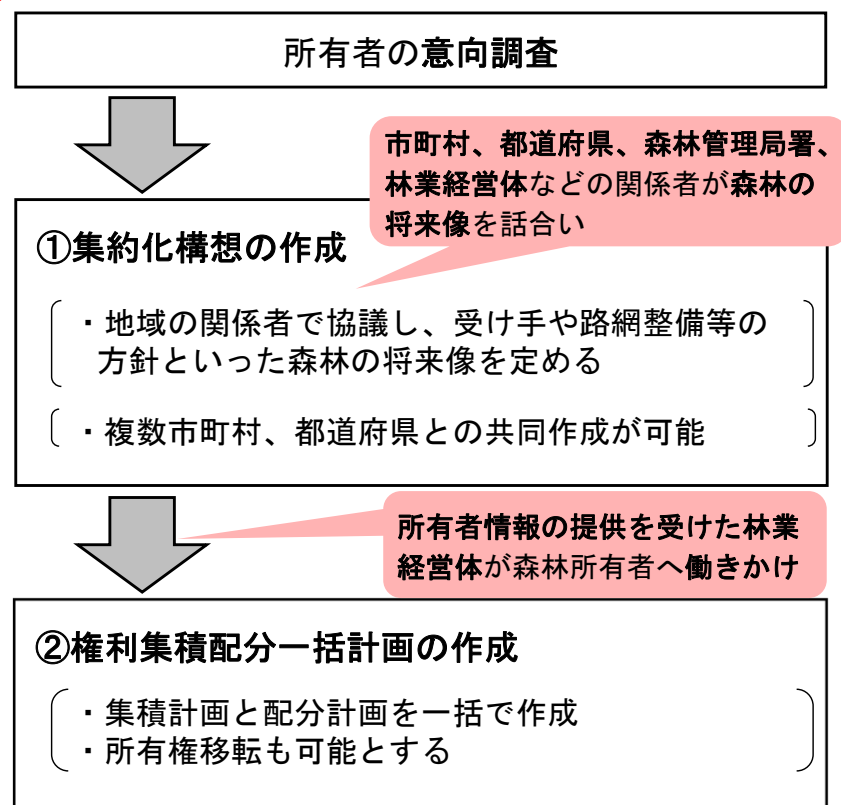 所有者の意向調査
市町村、都道府県、森林管理局署、
林業経営体などの関係者が森林の
将来像を話合い
①集約化構想の作成
・地域の関係者で協議し、受け手や路網整備等の
方針といった森林の将来像を定める
・複数市町村、都道府県との共同作成が可能
所有者情報の提供を受けた林業
経営体が森林所有者へ働きかけ
②権利集積配分一括計画の作成
・集積計画と配分計画を一括で作成
・所有権移転も可能とする